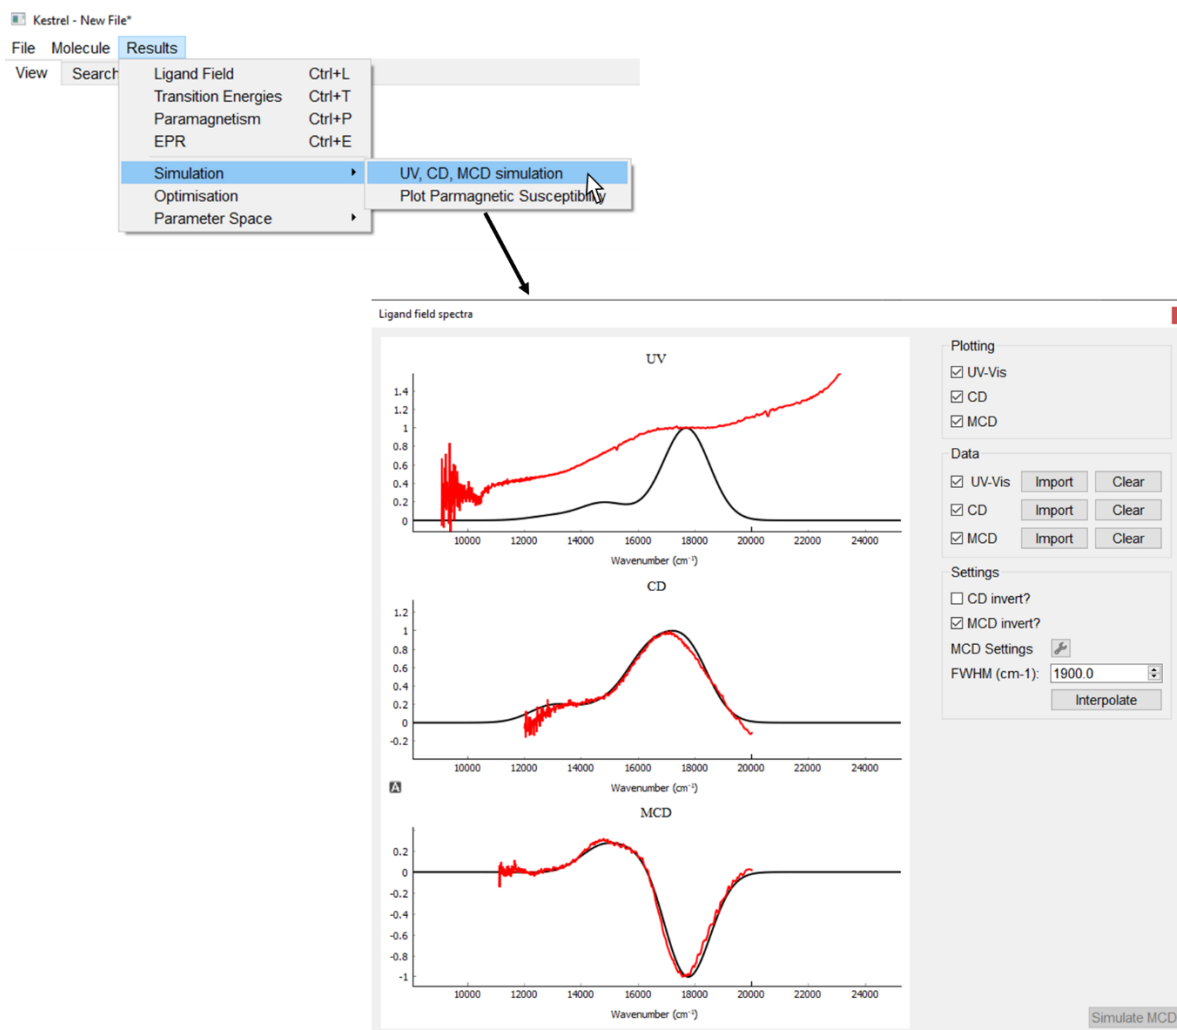 Kestrel - New File*
File Molecule Results
View Search
Ligand Field Ctrl+L
Transition Energies Ctrl+T
Paramagnetism Ctrl+P
EPR Ctrl+E
Simulation
Optimisation
Parameter Space
UV, CD, MCD simulation
Plot Parmagnetic Susceptibility
Ligand field spectra
UV
1.4
1.2
1
0.8
0.6
0.4
0.2
0
10000 12000 14000 16000 18000 20000 22000 24000
Wavenumber (cm⁻¹)
CD
1.2
1
0.8
0.6
0.4
0.2
0
-0.2
10000 12000 14000 16000 18000 20000 22000 24000
Wavenumber (cm⁻¹)
A
MCD
0.2
0
-0.2
-0.4
-0.6
-0.8
-1
10000 12000 14000 16000 18000 20000 22000 24000
Wavenumber (cm⁻¹)
Plotting
UV-Vis
CD
MCD
Data
UV-Vis Import Clear
CD Import Clear
MCD Import Clear
Settings
CD invert?
MCD invert?
MCD Settings
FWHM (cm-1): 1900.0
Interpolate
Simulate MCD